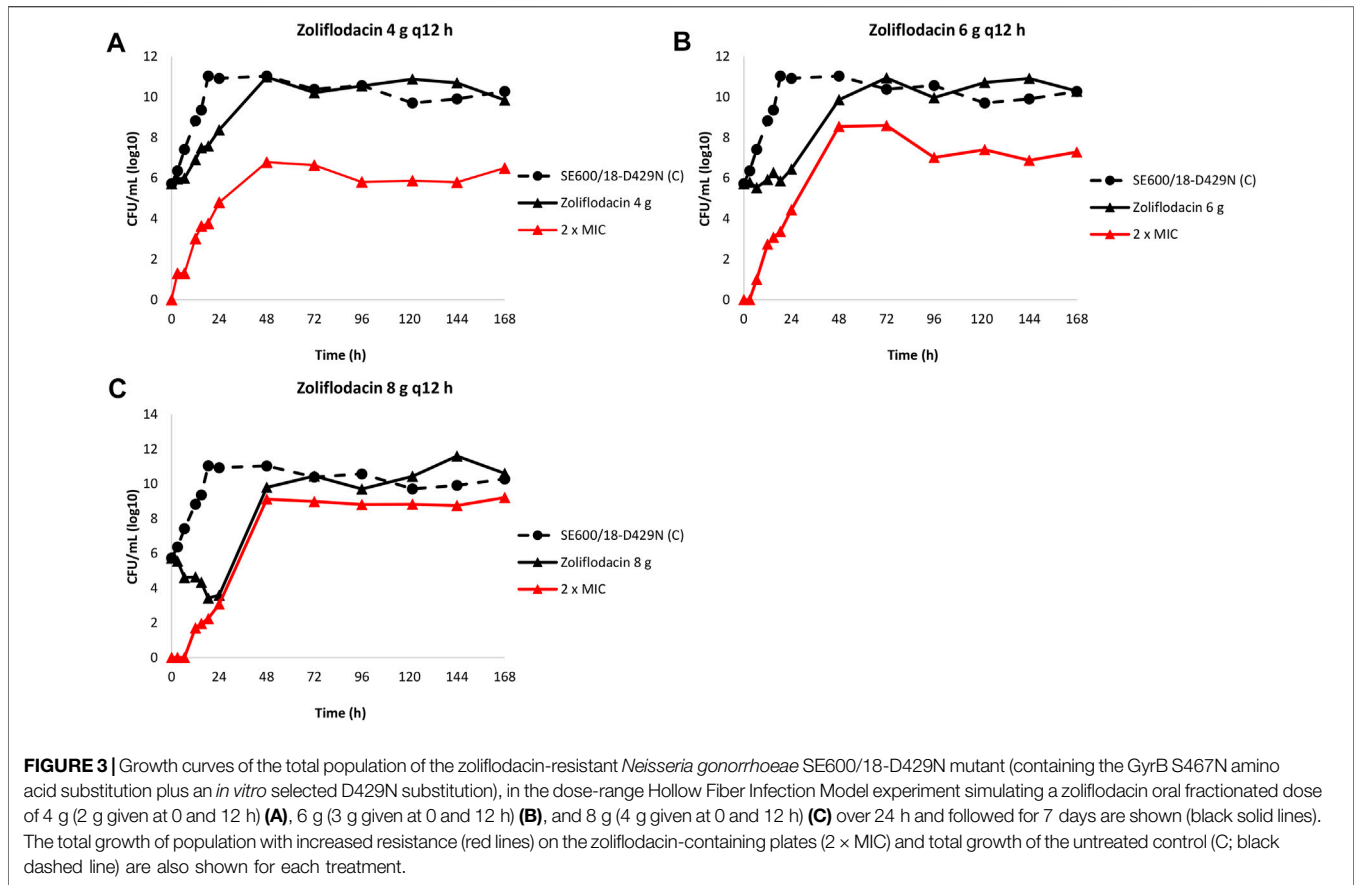 A
Zoliflodacin 4 g q12 h
12
10
8
6
4
2
0
CFU/mL (log10)
0 24 48 72 96 120 144 168
Time (h)
SE600/18-D429N (C)
Zoliflodacin 4 g
2 x MIC
B
Zoliflodacin 6 g q12 h
12
10
8
6
4
2
0
CFU/mL (log10)
0 24 48 72 96 120 144 168
Time (h)
SE600/18-D429N (C)
Zoliflodacin 6 g
2 x MIC
C
Zoliflodacin 8 g q12 h
14
12
10
8
6
4
2
0
CFU/mL (log10)
0 24 48 72 96 120 144 168
Time (h)
SE600/18-D429N (C)
Zoliflodacin 8 g
2 x MIC
FIGURE 3 | Growth curves of the total population of the zoliflodacin-resistant Neisseria gonorrhoeae SE600/18-D429N mutant (containing the GyrB S467N amino
acid substitution plus an in vitro selected D429N substitution), in the dose-range Hollow Fiber Infection Model experiment simulating a zoliflodacin oral fractionated dose
of 4 g (2 g given at 0 and 12 h) (A), 6 g (3 g given at 0 and 12 h) (B), and 8 g (4 g given at 0 and 12 h) (C) over 24 h and followed for 7 days are shown (black solid lines).
The total growth of population with increased resistance (red lines) on the zoliflodacin-containing plates (2 × MIC) and total growth of the untreated control (C; black
dashed line) are also shown for each treatment.